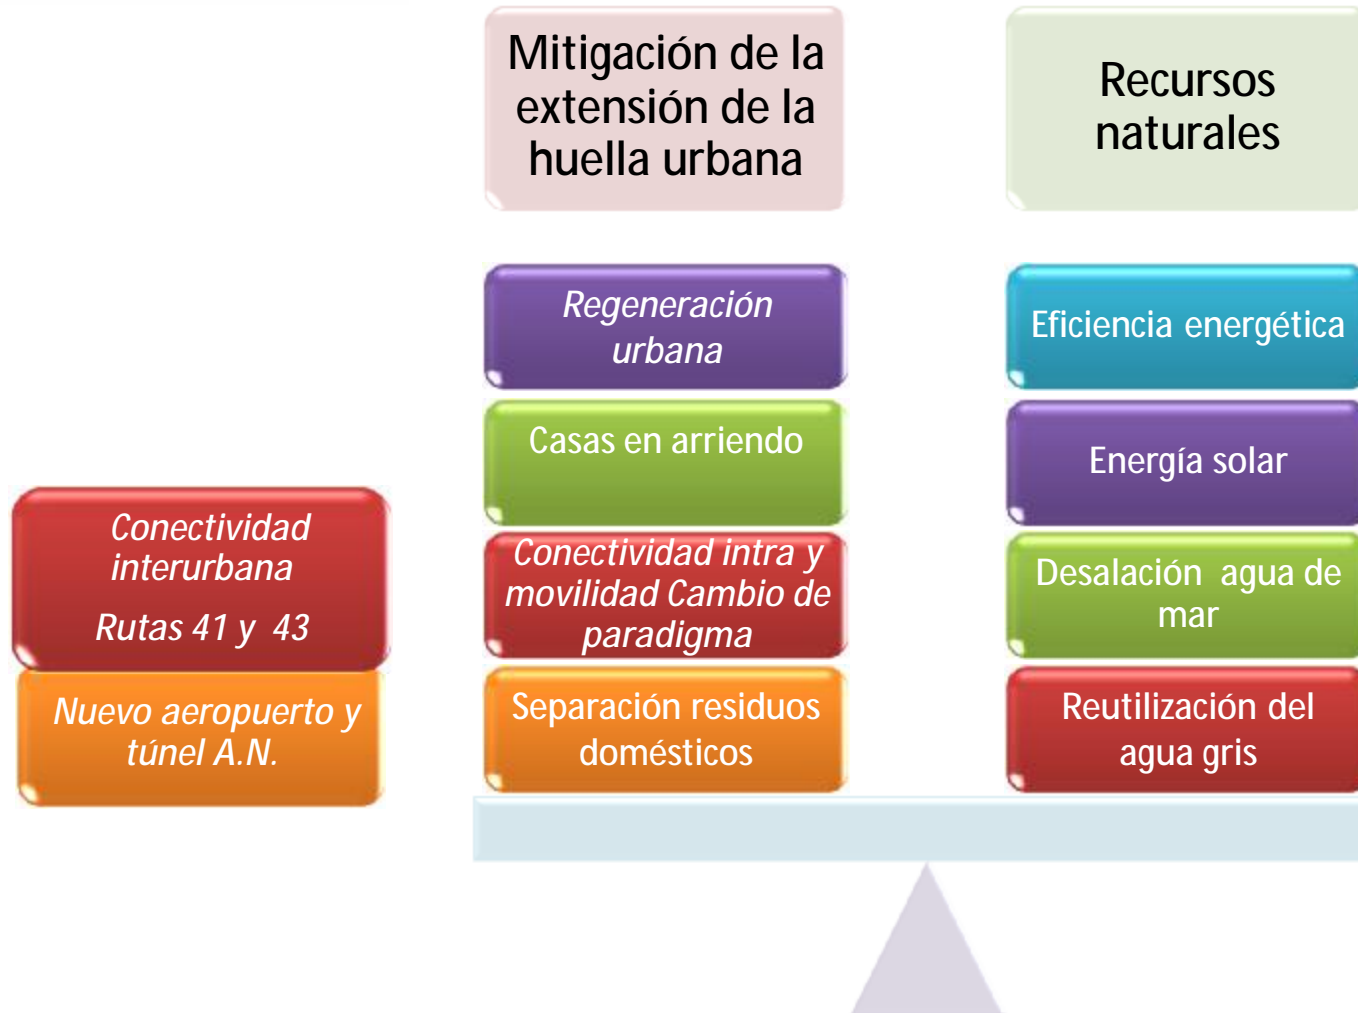 Mitigación de la
extensión de la
huella urbana
Recursos
naturales
Regeneración
urbana
Casas en arriendo
Conectividad intra y
movilidad Cambio de
paradigma
Separación residuos
domésticos
Eficiencia energética
Energía solar
Desalación agua de
mar
Reutilización del
agua gris
Conectividad
interurbana
Rutas 41 y 43
Nuevo aeropuerto y
túnel A.N.